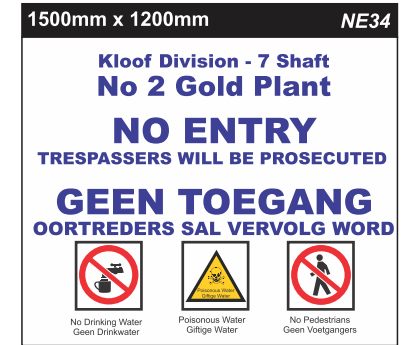 1500mm x 1200mm NE34
Kloof Division - 7 Shaft
No 2 Gold Plant
NO ENTRY
TRESPASSERS WILL BE PROSECUTED
GEEN TOEGANG
OORTREDERS SAL VERVOLG WORD
Poisonous Water
Giftige Water
No Drinking Water
Geen Drinkwater
Poisonous Water
Giftige Water
No Pedestrians
Geen Voetgangers